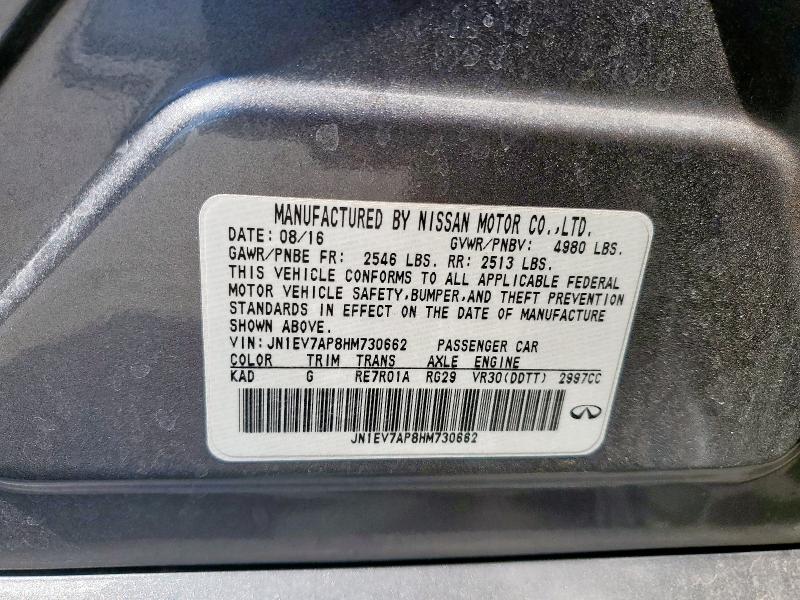 MANUFACTURED BY NISSAN MOTOR CO.,LTD.
DATE: 08/16 GVWR/PNBV: 4980 LBS.
GAWR/PNBE FR: 2546 LBS. RR: 2513 LBS.
THIS VEHICLE CONFORMS TO ALL APPLICABLE FEDERAL
MOTOR VEHICLE SAFETY,BUMPER,AND THEFT PREVENTION
STANDARDS IN EFFECT ON THE DATE OF MANUFACTURE
SHOWN ABOVE.
VIN: JN1EV7AP8HM730662 PASSENGER CAR
COLOR TRIM TRANS AXLE ENGINE
KAD G RE7R01A RG29 VR30(DDTT) 2997CC
JN1EV7AP8HM730662